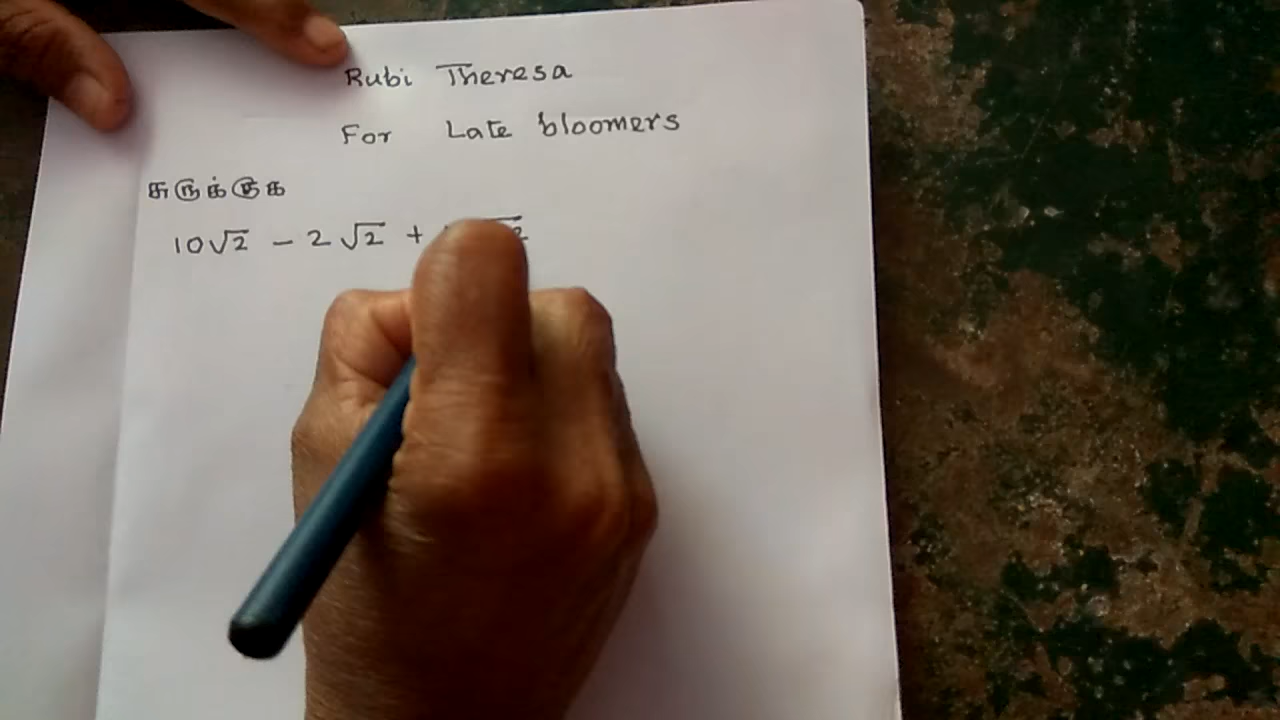 Rubi Theresa
For Late bloomers
சுருக்குக
10√2 - 2√2 +